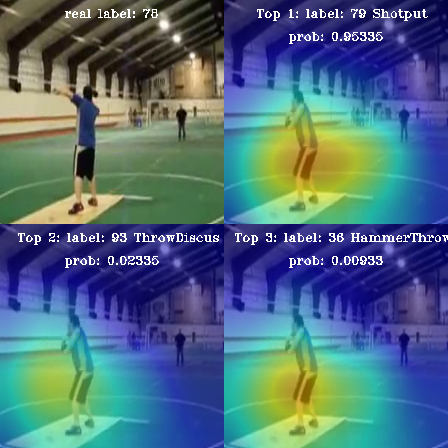 real label: 78
Top 1: label: 79 Shotput
prob: 0.95335
Top 2: label: 93 ThrowDiscus
prob: 0.02335
Top 3: label: 36 HammerThrow
prob: 0.00933